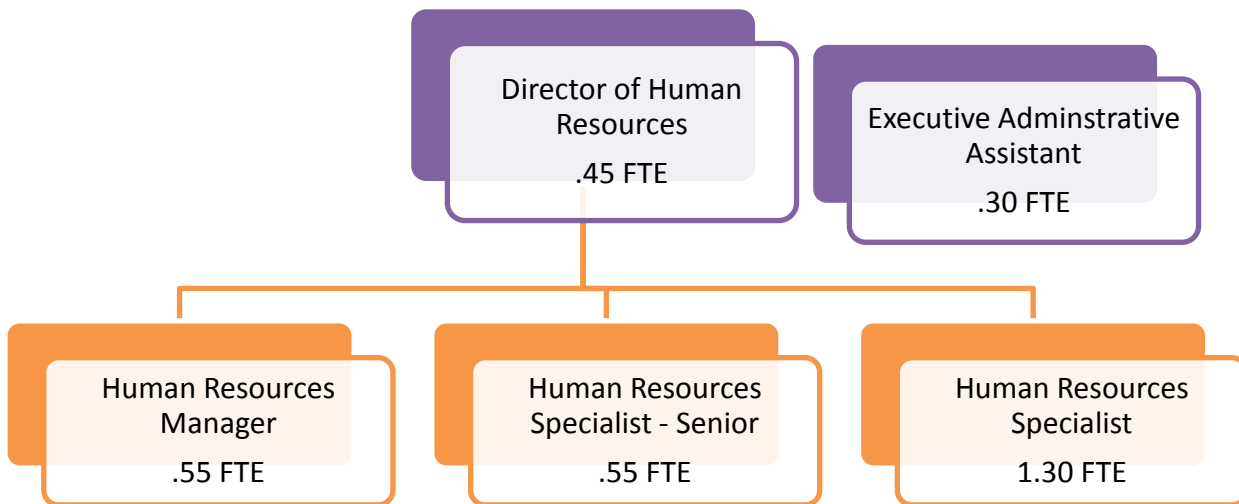 Director of Human
Resources
.45 FTE
Executive Adminstrative
Assistant
.30 FTE
Human Resources
Manager
.55 FTE
Human Resources
Specialist - Senior
.55 FTE
Human Resources
Specialist
1.30 FTE